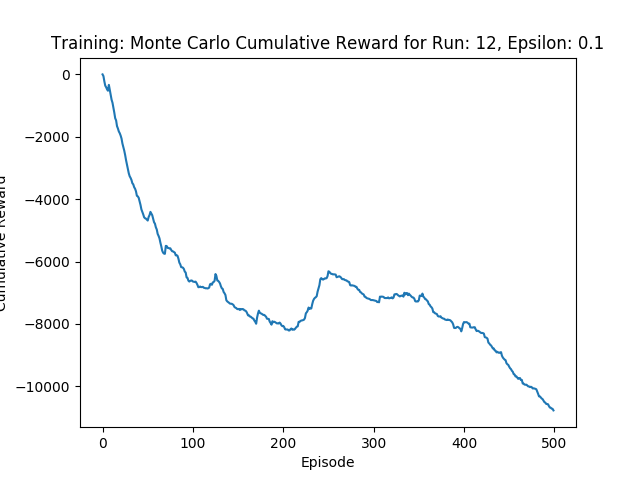 Training: Monte Carlo Cumulative Reward for Run: 12, Epsilon: 0.1
0
−2000
−4000
−6000
−8000
−10000
Cumulative Reward
0 100 200 300 400 500
Episode